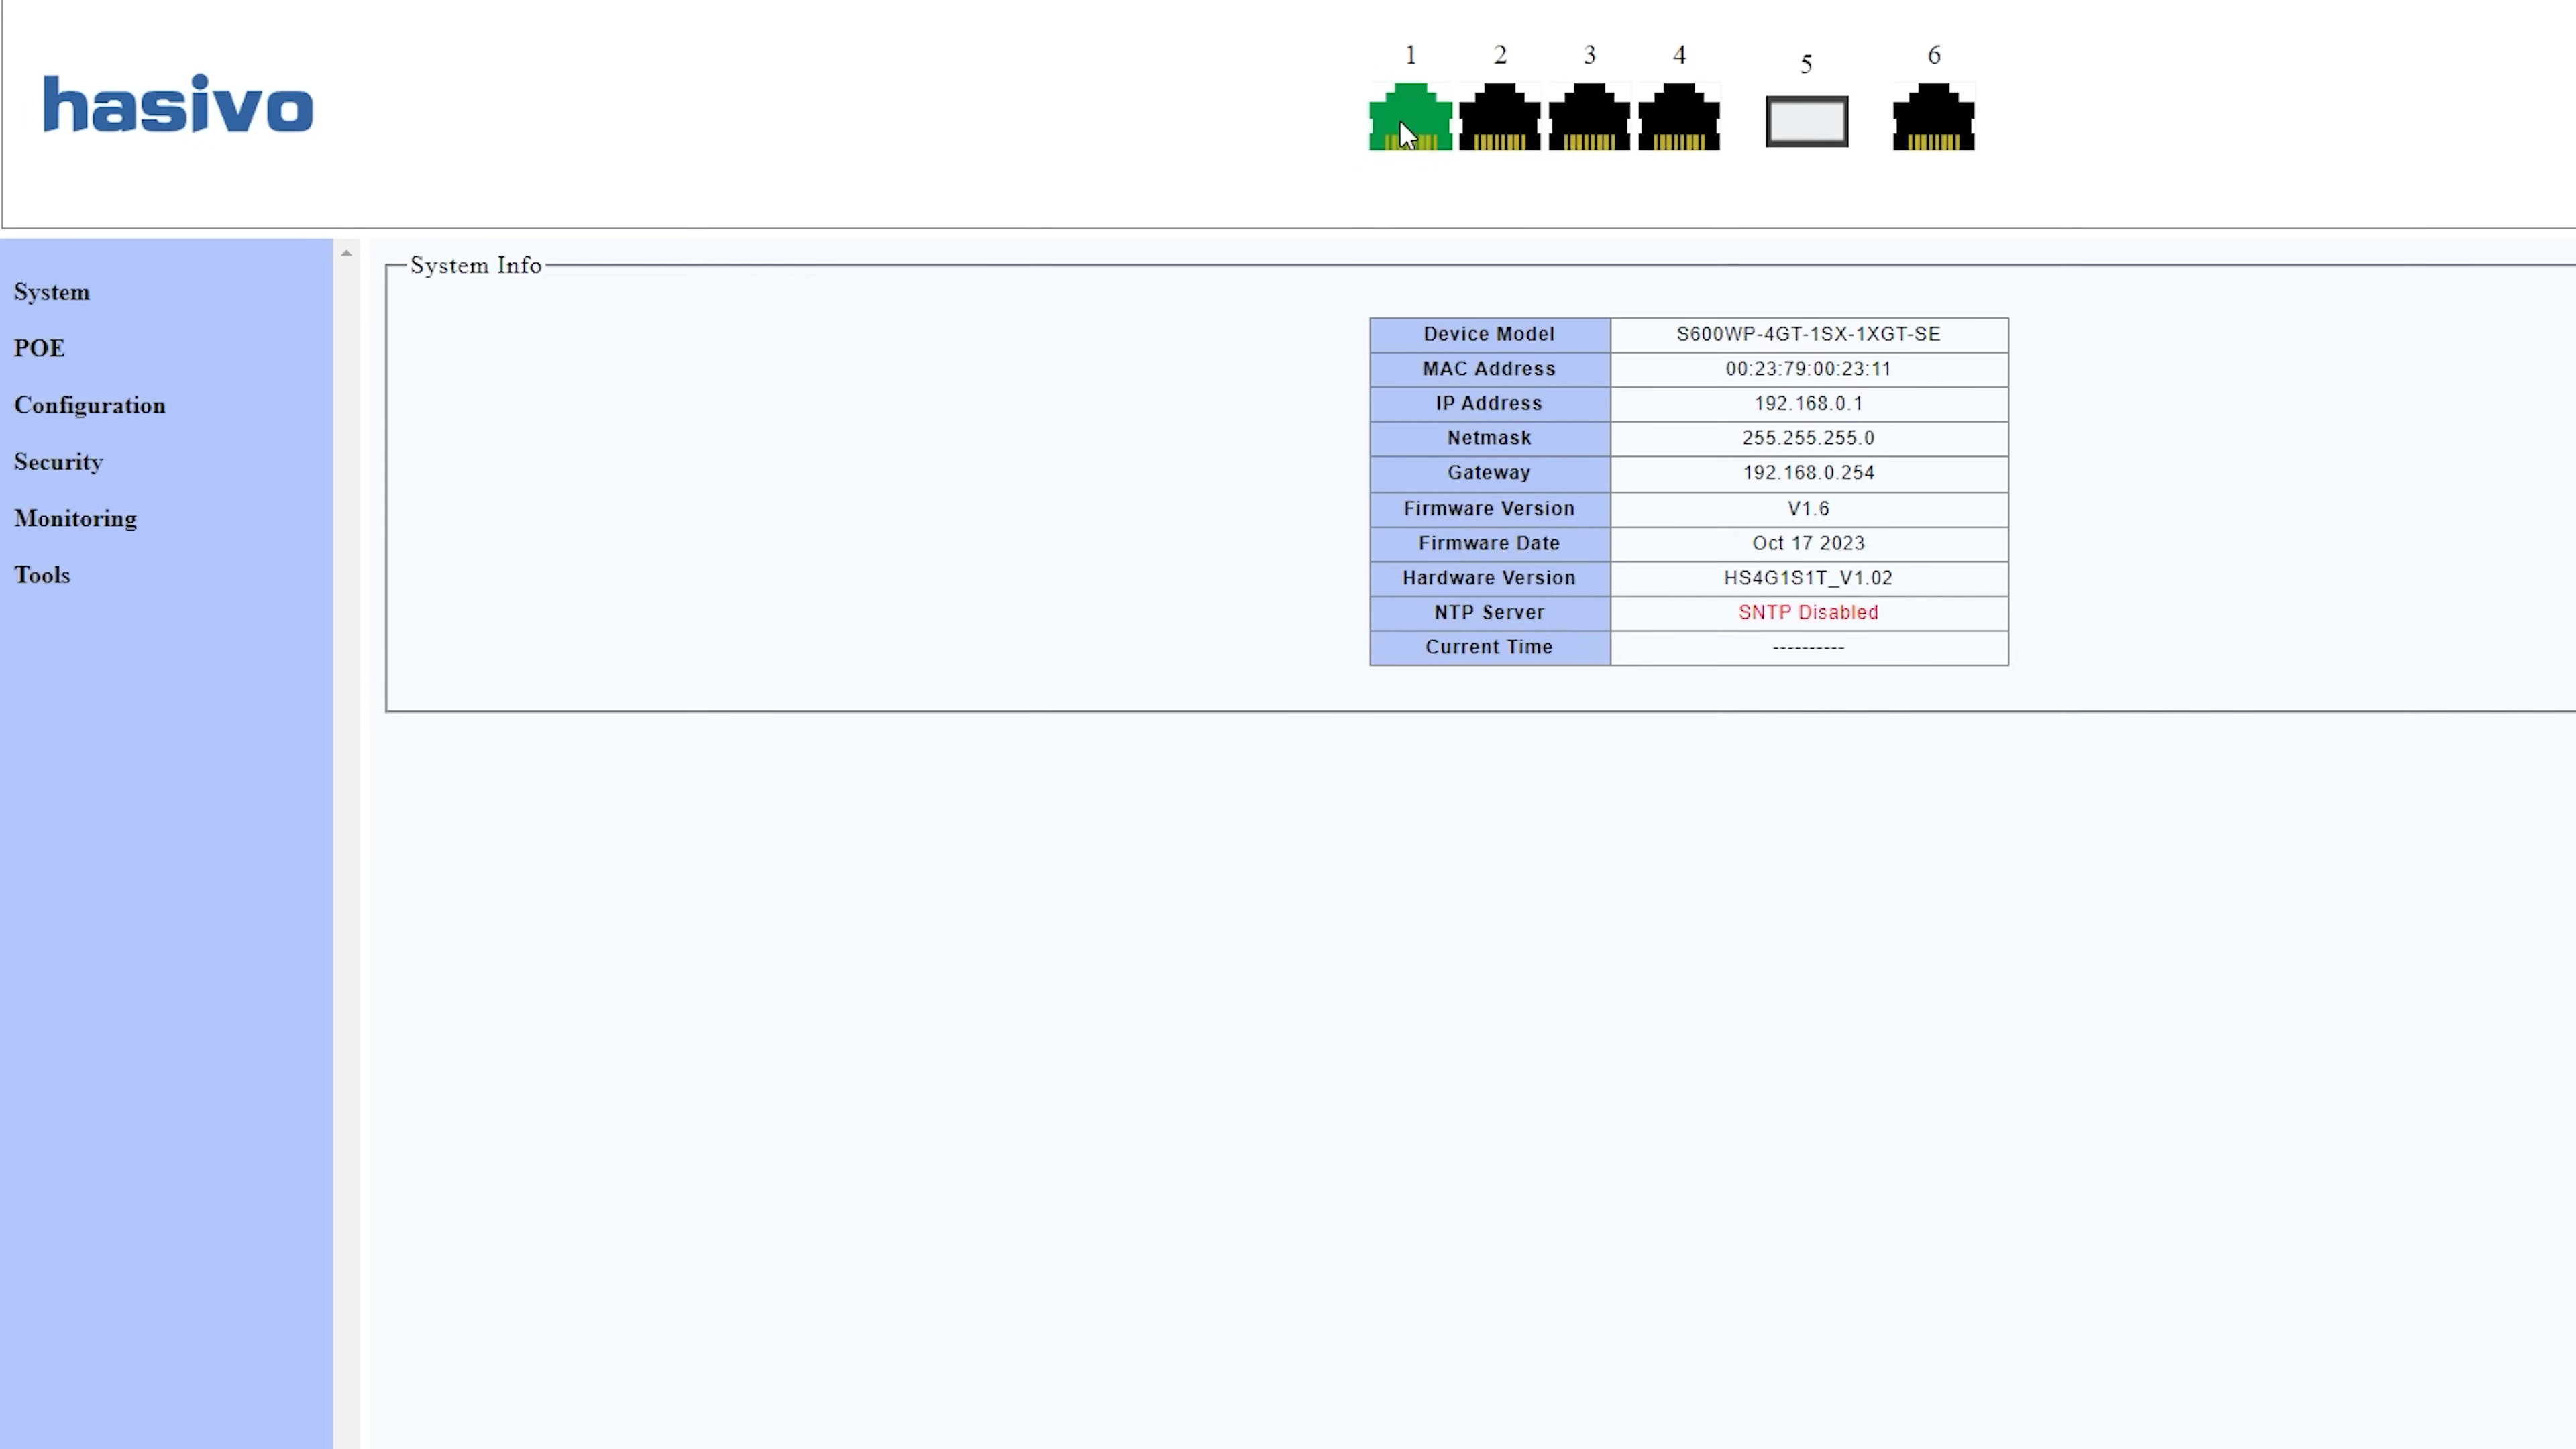 1 2 3 4 5 6
hasivo
System Info
System
POE
Configuration
Security
Monitoring
Tools
Device Model S600WP-4GT-1SX-1XGT-SE
MAC Address 00:23:79:00:23:11
IP Address 192.168.0.1
Netmask 255.255.255.0
Gateway 192.168.0.254
Firmware Version V1.6
Firmware Date Oct 17 2023
Hardware Version HS4G1S1T_V1.02
NTP Server SNTP Disabled
Current Time ----------